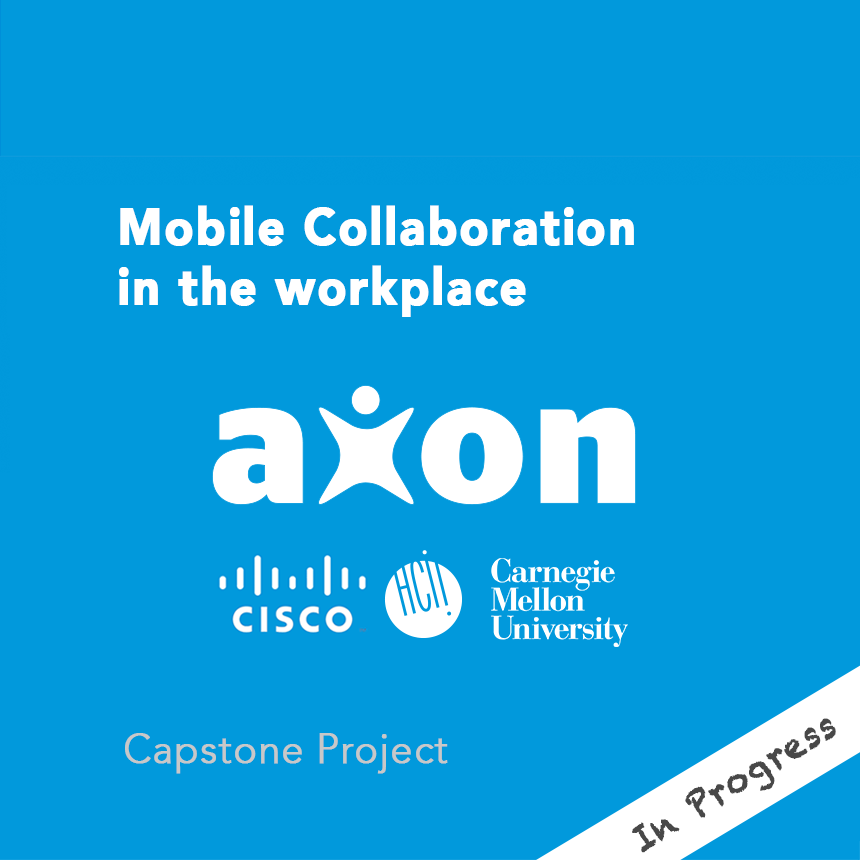 Mobile Collaboration
in the workplace
axon
CISCO
HCII
Carnegie
Mellon
University
Capstone Project
In Progress